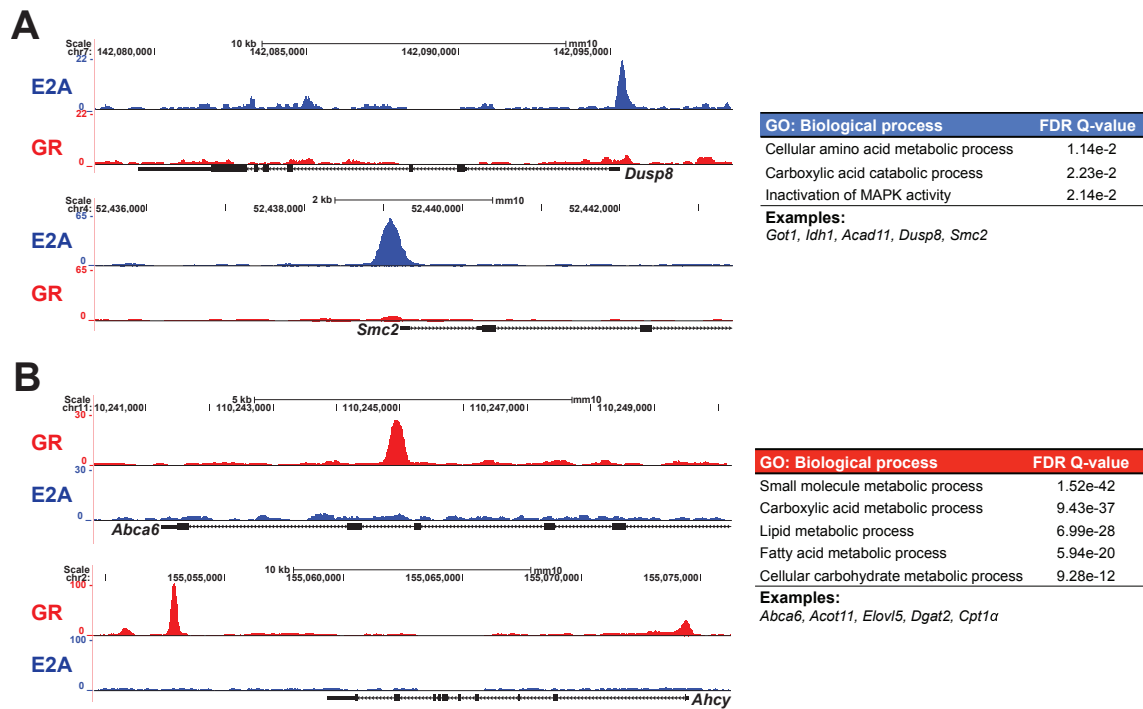 A
Scale 10 kb mm10
chr7: 142,080,000 142,085,000 142,090,000 142,095,000
22 -
E2A
0 _
22 -
GR
0 _
Dusp8
Scale 2 kb mm10
chr4: 52,436,000 52,438,000 52,440,000 52,442,000
65 -
E2A
0 _
65 -
GR
0 _
Smc2
GO: Biological process FDR Q-value
Cellular amino acid metabolic process 1.14e-2
Carboxylic acid catabolic process 2.23e-2
Inactivation of MAPK activity 2.14e-2
Examples:
Got1, Idh1, Acad11, Dusp8, Smc2
B
Scale 5 kb mm10
chr11: 10,241,000 110,243,000 110,245,000 110,247,000 110,249,000
30 -
GR
0 _
30 -
E2A
0 _
Abca6
Scale 10 kb mm10
chr2: 155,055,000 155,060,000 155,065,000 155,070,000 155,075,000
100 -
GR
0 _
100 -
E2A
0 _
Ahcy
GO: Biological process FDR Q-value
Small molecule metabolic process 1.52e-42
Carboxylic acid metabolic process 9.43e-37
Lipid metabolic process 6.99e-28
Fatty acid metabolic process 5.94e-20
Cellular carbohydrate metabolic process 9.28e-12
Examples:
Abca6, Acot11, Elovl5, Dgat2, Cpt1α